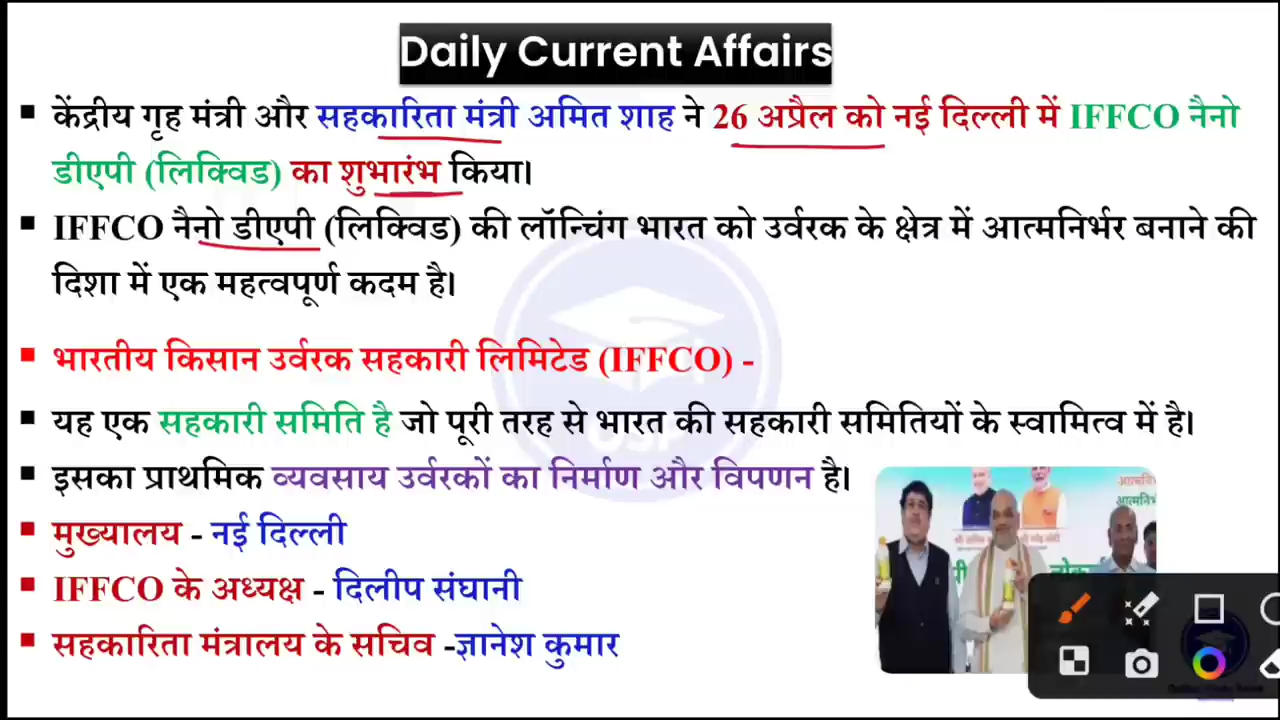 Daily Current Affairs
▪ केंद्रीय गृह मंत्री और सहकारिता मंत्री अमित शाह ने 26 अप्रैल को नई दिल्ली में IFFCO नैनो
डीएपी (लिक्विड) का शुभारंभ किया।
▪ IFFCO नैनो डीएपी (लिक्विड) की लॉन्चिंग भारत को उर्वरक के क्षेत्र में आत्मनिर्भर बनाने की
दिशा में एक महत्वपूर्ण कदम है।
▪ भारतीय किसान उर्वरक सहकारी लिमिटेड (IFFCO) -
▪ यह एक सहकारी समिति है जो पूरी तरह से भारत की सहकारी समितियों के स्वामित्व में है।
▪ इसका प्राथमिक व्यवसाय उर्वरकों का निर्माण और विपणन है।
▪ मुख्यालय - नई दिल्ली
▪ IFFCO के अध्यक्ष - दिलीप संघानी
▪ सहकारिता मंत्रालय के सचिव -ज्ञानेश कुमार